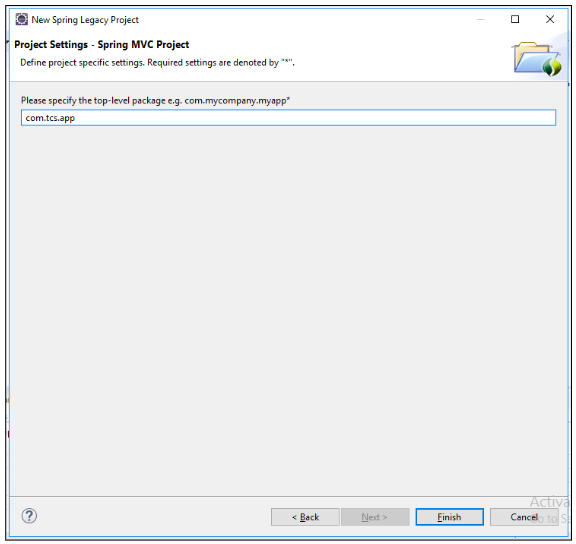 New Spring Legacy Project
Project Settings - Spring MVC Project
Define project specific settings. Required settings are denoted by "*".
Please specify the top-level package e.g. com.mycompany.myapp*
com.tcs.app
Activa
< Back
Next >
Finish
Cancel
to Se